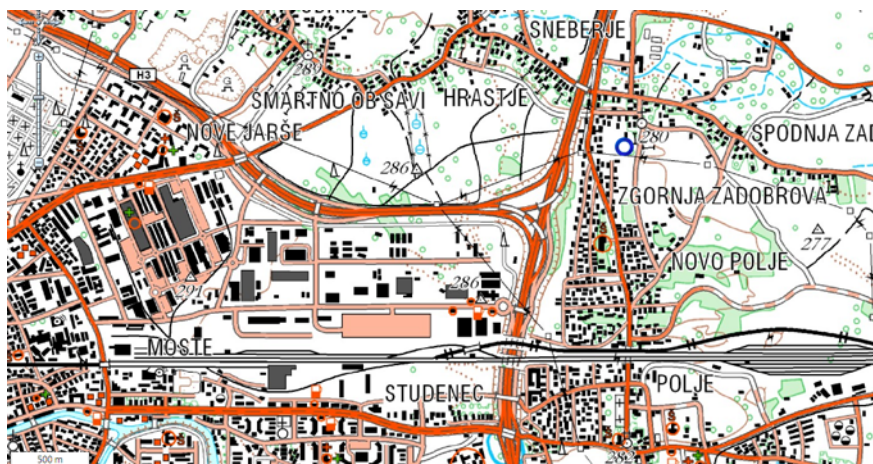 SNEBERJE
H3
280
ŠMARTNO OB SAVI
HRASTJE
NOVE JARŠE
280
SPODNJA ZAD
286
ZGORNJA ZADOBROVA
277
NOVO POLJE
291
286
MOSTE
STUDENEC
POLJE
282
500 m